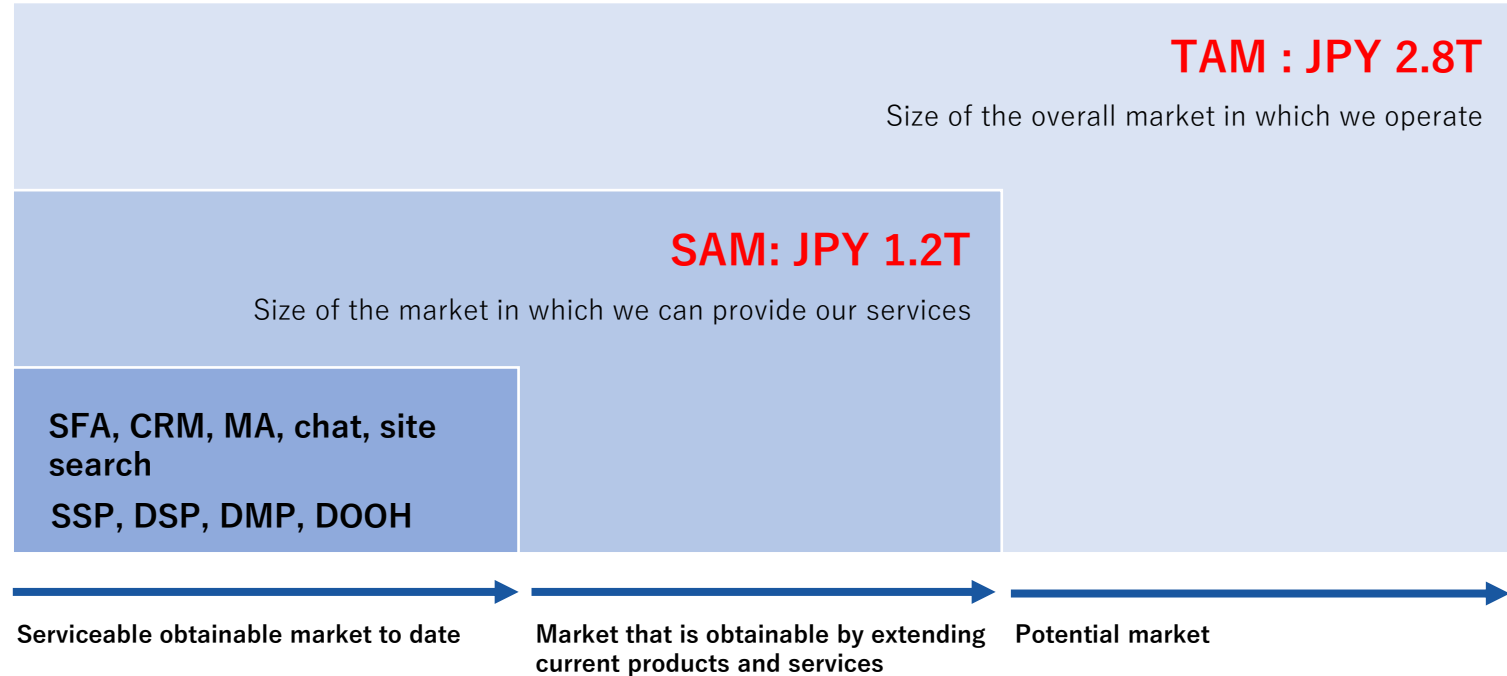 TAM : JPY 2.8T
Size of the overall market in which we operate
SAM: JPY 1.2T
Size of the market in which we can provide our services
SFA, CRM, MA, chat, site
search
SSP, DSP, DMP, DOOH
Serviceable obtainable market to date
Market that is obtainable by extending
current products and services
Potential market